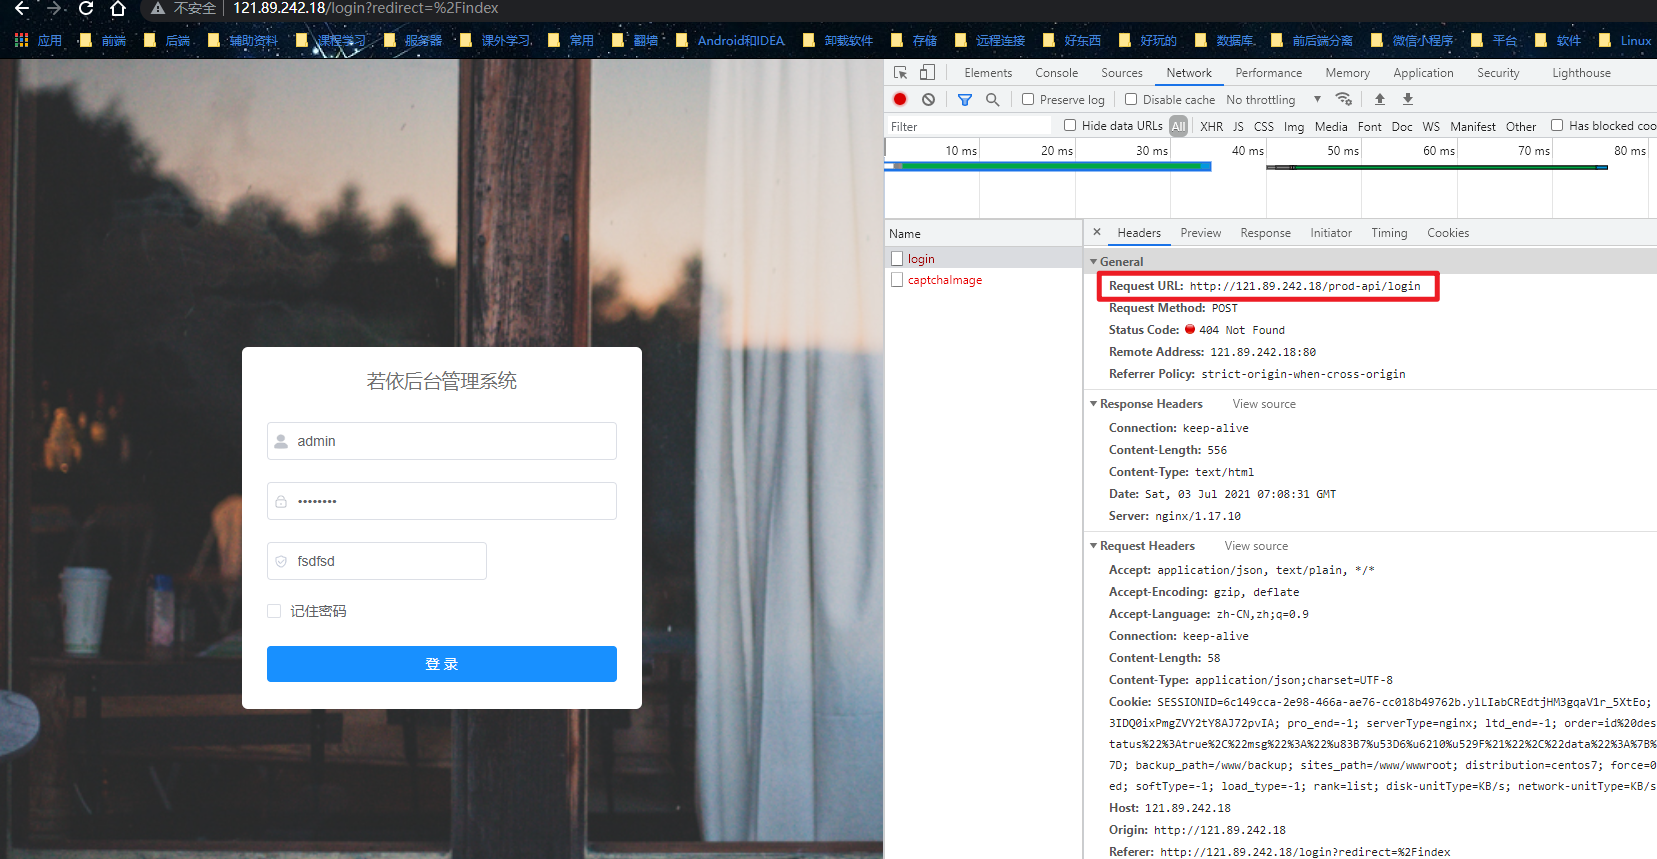 不安全 121.89.242.18/login?redirect=%2Findex
应用 前端 后端 辅助资料 课程学习 服务器 课外学习 常用 翻墙 Android和IDEA 卸载软件 存储 远程连接 好东西 好玩的 数据库 前后端分离 微信小程序 平台 软件 Linux
Elements Console Sources Network Performance Memory Application Security Lighthouse
Preserve log Disable cache No throttling
Filter Hide data URLs All XHR JS CSS Img Media Font Doc WS Manifest Other Has blocked coo
10 ms 20 ms 30 ms 40 ms 50 ms 60 ms 70 ms 80 ms
Name
login
captchaImage
Headers Preview Response Initiator Timing Cookies
General
Request URL: http://121.89.242.18/prod-api/login
Request Method: POST
Status Code: 404 Not Found
Remote Address: 121.89.242.18:80
Referrer Policy: strict-origin-when-cross-origin
Response Headers View source
Connection: keep-alive
Content-Length: 556
Content-Type: text/html
Date: Sat, 03 Jul 2021 07:08:31 GMT
Server: nginx/1.17.10
Request Headers View source
Accept: application/json, text/plain, */*
Accept-Encoding: gzip, deflate
Accept-Language: zh-CN,zh;q=0.9
Connection: keep-alive
Content-Length: 58
Content-Type: application/json;charset=UTF-8
Cookie: SESSIONID=6c149cca-2e98-466a-ae76-cc018b49762b.ylLIabCREdtjHM3gqaV1r_5XtEo;
3IDQ0ixPmgZVY2tY8AJ72pvIA; pro_end=-1; serverType=nginx; ltd_end=-1; order=id%20des
tatus%22%3Atrue%2C%22msg%22%3A%22%u83B7%u53D6%u6210%u529F%21%22%2C%22data%22%3A%7B%
7D; backup_path=/www/backup; sites_path=/www/wwwroot; distribution=centos7; force=0
ed; softType=-1; load_type=-1; rank=list; disk-unitType=KB/s; network-unitType=KB/s
Host: 121.89.242.18
Origin: http://121.89.242.18
Referer: http://121.89.242.18/login?redirect=%2Findex
若依后台管理系统
admin
••••••••
fsdfsd
记住密码
登 录